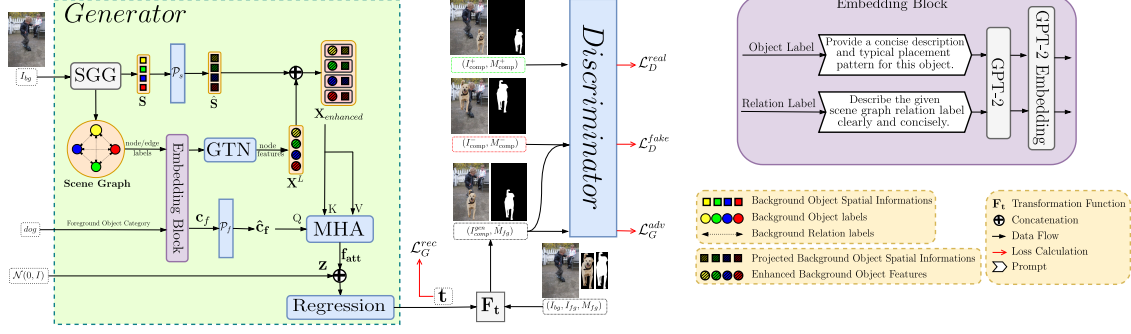 Generator
I_bg
SGG
S
P_s
Ŝ
X_enhanced
node/edge
labels
Scene Graph
Embedding Block
GTN
node
features
X^L
K
V
dog
Foreground Object Category
c_f
P_f
ĉ_f
Q
MHA
f_att
N(0, I)
z
Regression
L_G^rec
t
F_t
(I_bg, I_fg, M_fg)
(I_comp^+, M_comp^+)
(I_comp^-, M_comp^-)
(I_comp^gen, M_fg)
Discriminator
L_D^real
L_D^fake
L_G^adv
Embedding Block
Object Label
Provide a concise description
and typical placement
pattern for this object.
Relation Label
Describe the given
scene graph relation label
clearly and concisely.
GPT-2
GPT-2 Embedding
Background Object Spatial Informations
Background Object labels
Background Relation labels
Projected Background Object Spatial Informations
Enhanced Background Object Features
F_t Transformation Function
Concatenation
Data Flow
Loss Calculation
Prompt